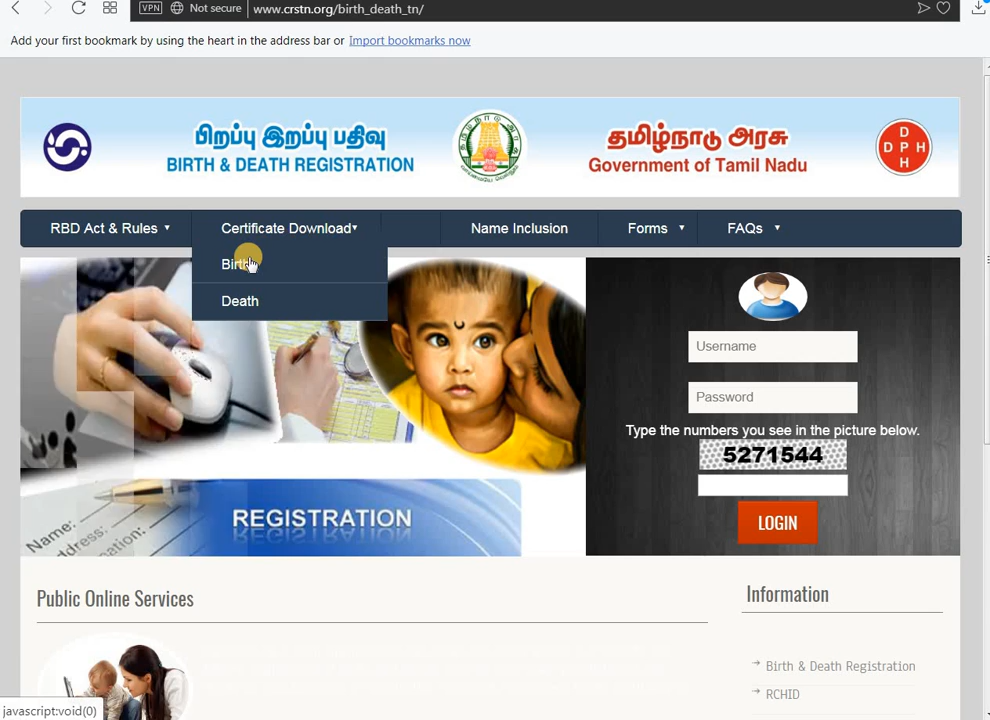 VPN Not secure www.crstn.org/birth_death_tn/
Add your first bookmark by using the heart in the address bar or Import bookmarks now
பிறப்பு இறப்பு பதிவு
BIRTH & DEATH REGISTRATION
தமிழ்நாடு அரசு
Government of Tamil Nadu
D
D P H
H
RBD Act & Rules
Certificate Download
Name Inclusion
Forms
FAQs
Birth
Death
Username
Password
Type the numbers you see in the picture below.
5271544
LOGIN
Name:
Address:
Information:
REGISTRATION
Public Online Services
Information
Birth & Death Registration
RCHID
javascript:void(0)